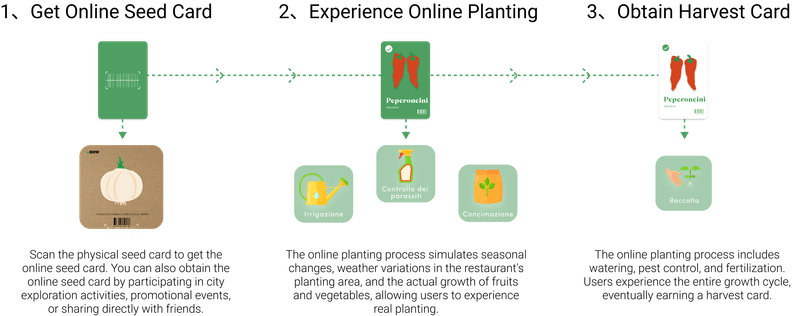 1、Get Online Seed Card
2、Experience Online Planting
3、Obtain Harvest Card
Peperoncini
Peperoncini
Irrigazione
Controllo dei
parassiti
Concimazione
Raccolta
Scan the physical seed card to get the
online seed card. You can also obtain the
online seed card by participating in city
exploration activities, promotional events,
or sharing directly with friends.
The online planting process simulates seasonal
changes, weather variations in the restaurant's
planting area, and the actual growth of fruits
and vegetables, allowing users to experience
real planting.
The online planting process includes
watering, pest control, and fertilization.
Users experience the entire growth cycle,
eventually earning a harvest card.